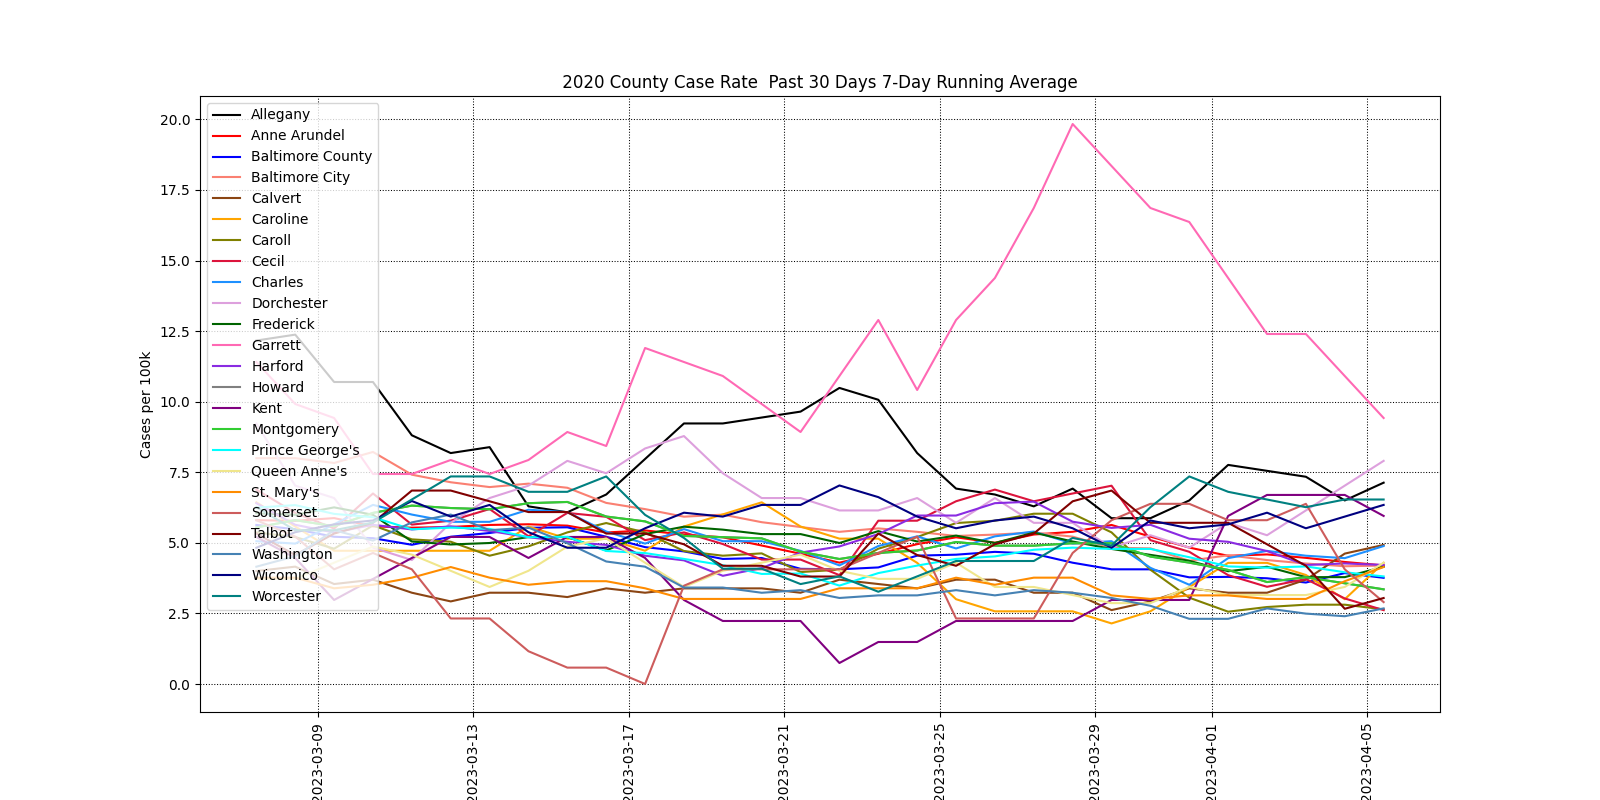 2020 County Case Rate  Past 30 Days 7-Day Running Average
Cases per 100k
20.0
17.5
15.0
12.5
10.0
7.5
5.0
2.5
0.0
Allegany
Anne Arundel
Baltimore County
Baltimore City
Calvert
Caroline
Caroll
Cecil
Charles
Dorchester
Frederick
Garrett
Harford
Howard
Kent
Montgomery
Prince George's
Queen Anne's
St. Mary's
Somerset
Talbot
Washington
Wicomico
Worcester
2023-03-09
2023-03-13
2023-03-17
2023-03-21
2023-03-25
2023-03-29
2023-04-01
2023-04-05